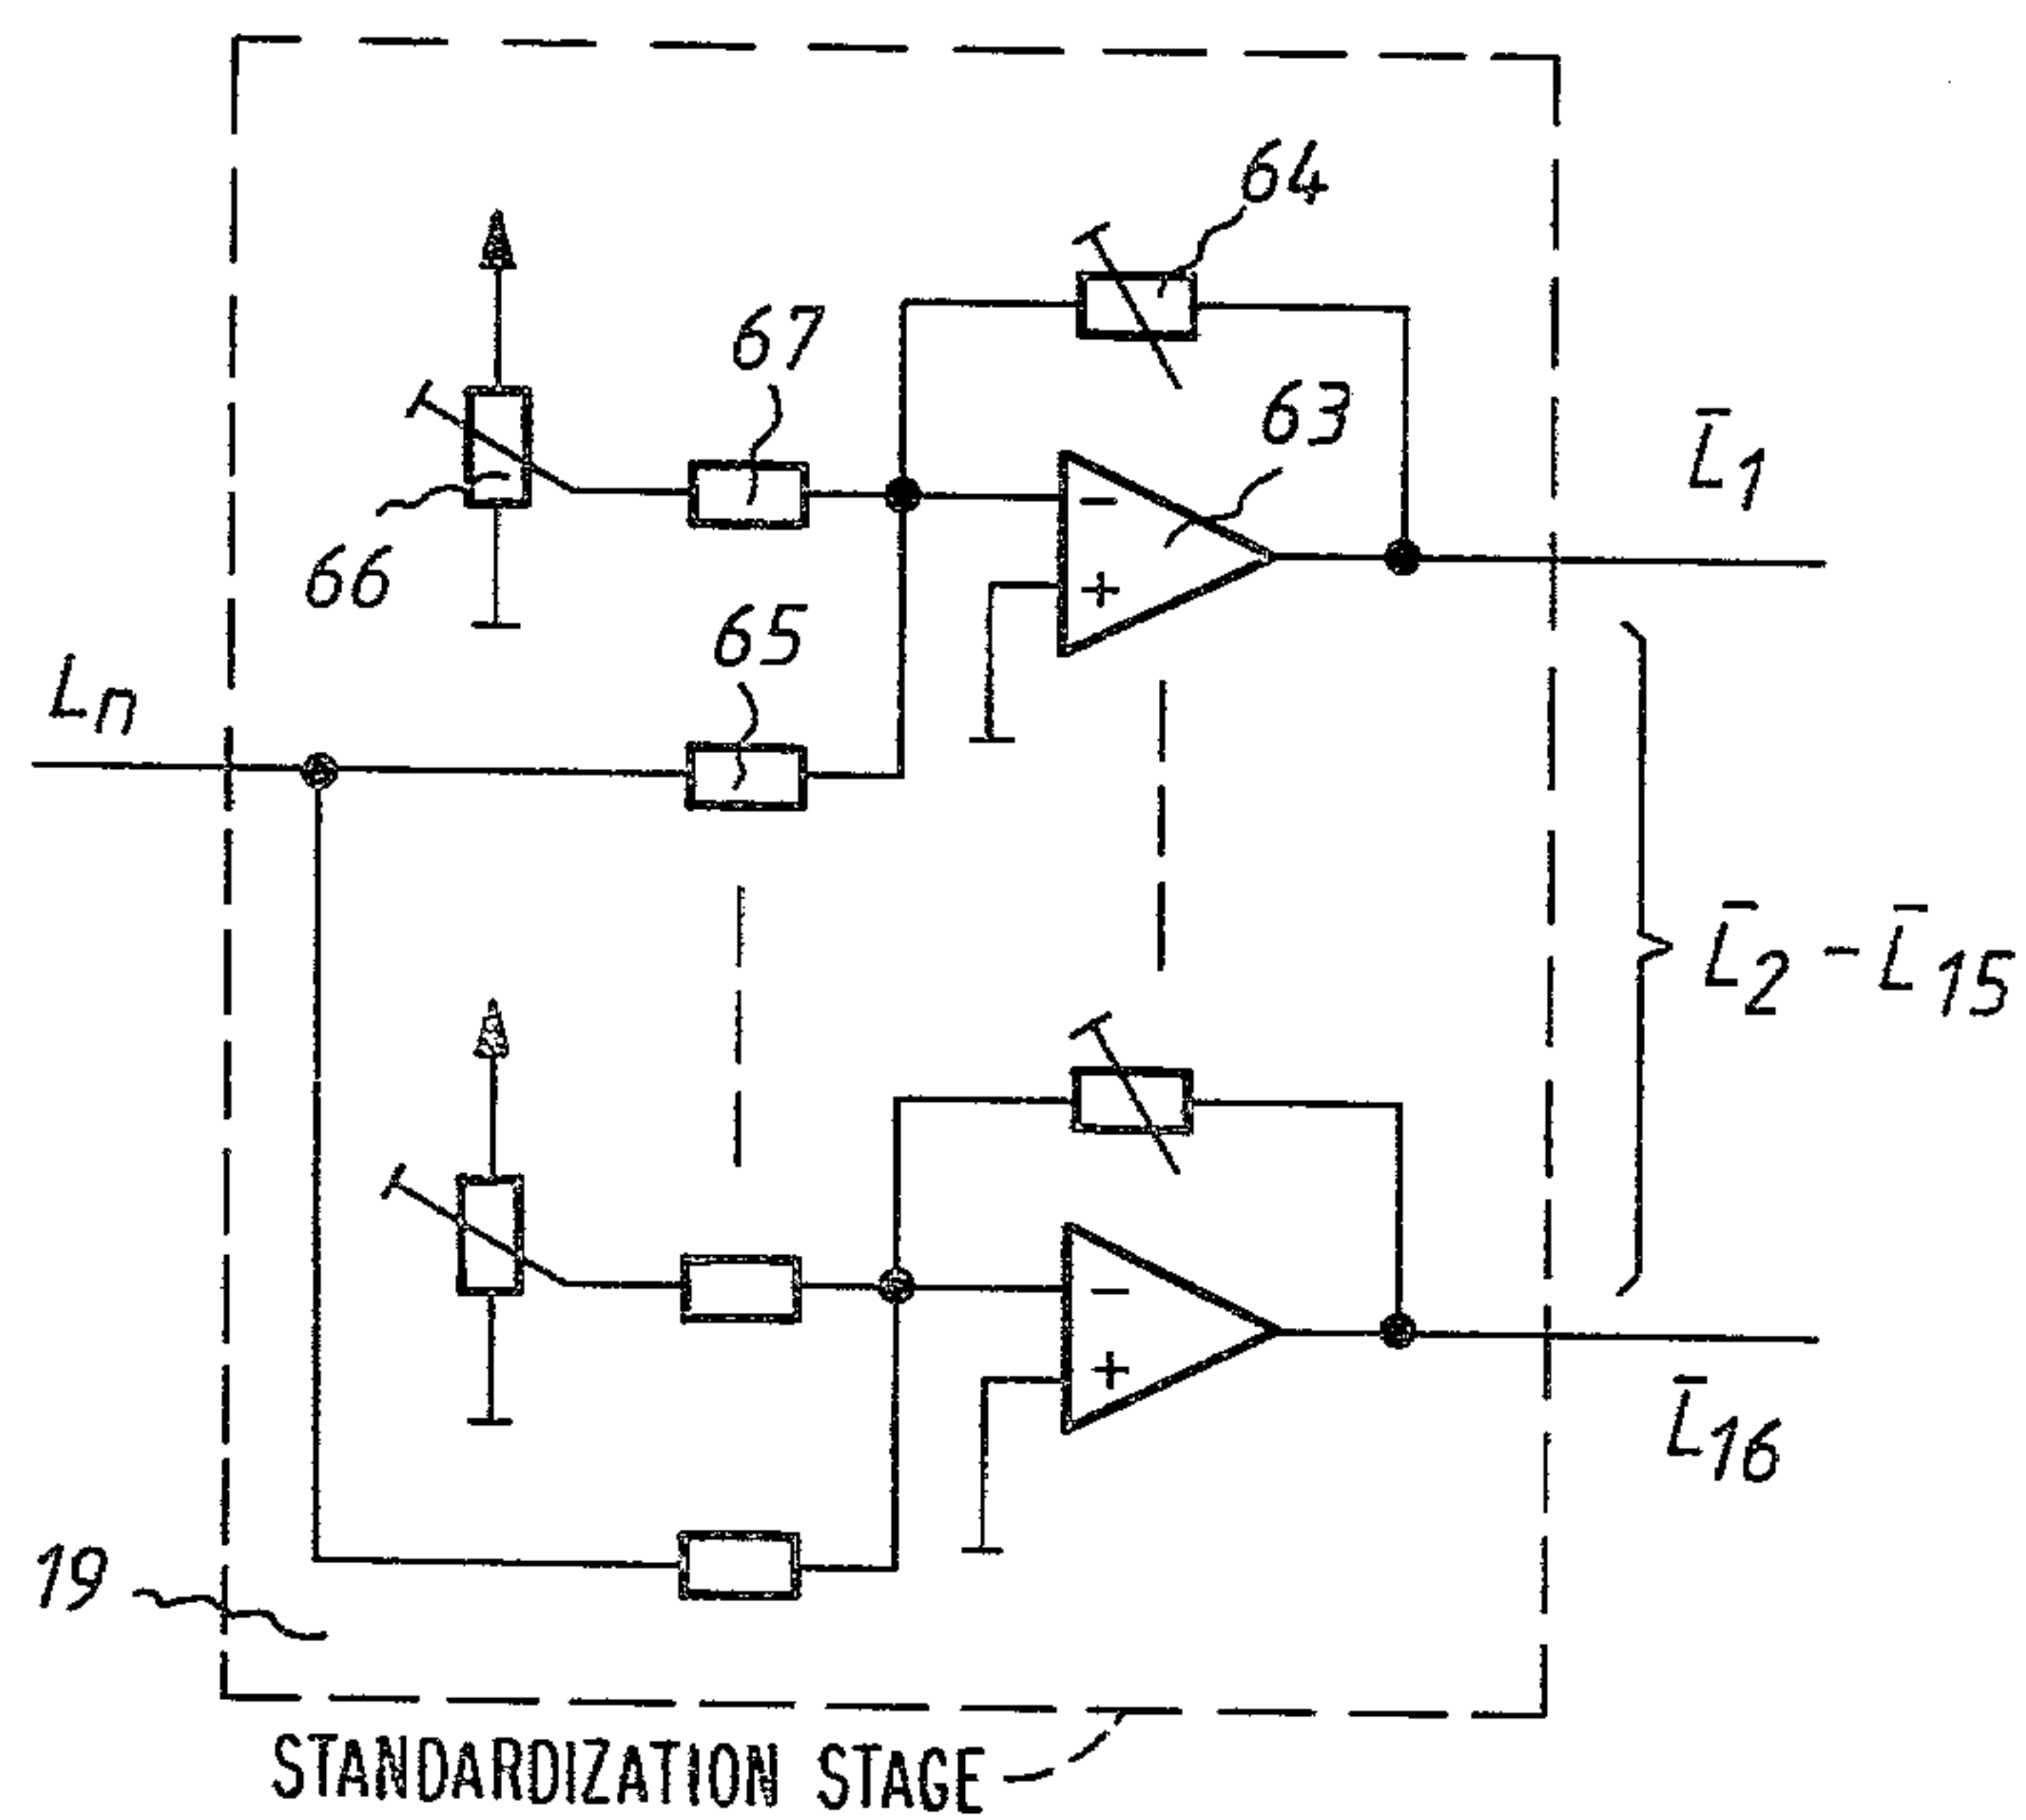 64
67
63
L̄1
66
65
Ln
-
+
L̄2 - L̄15
-
+
L̄16
19
STANDARDIZATION STAGE